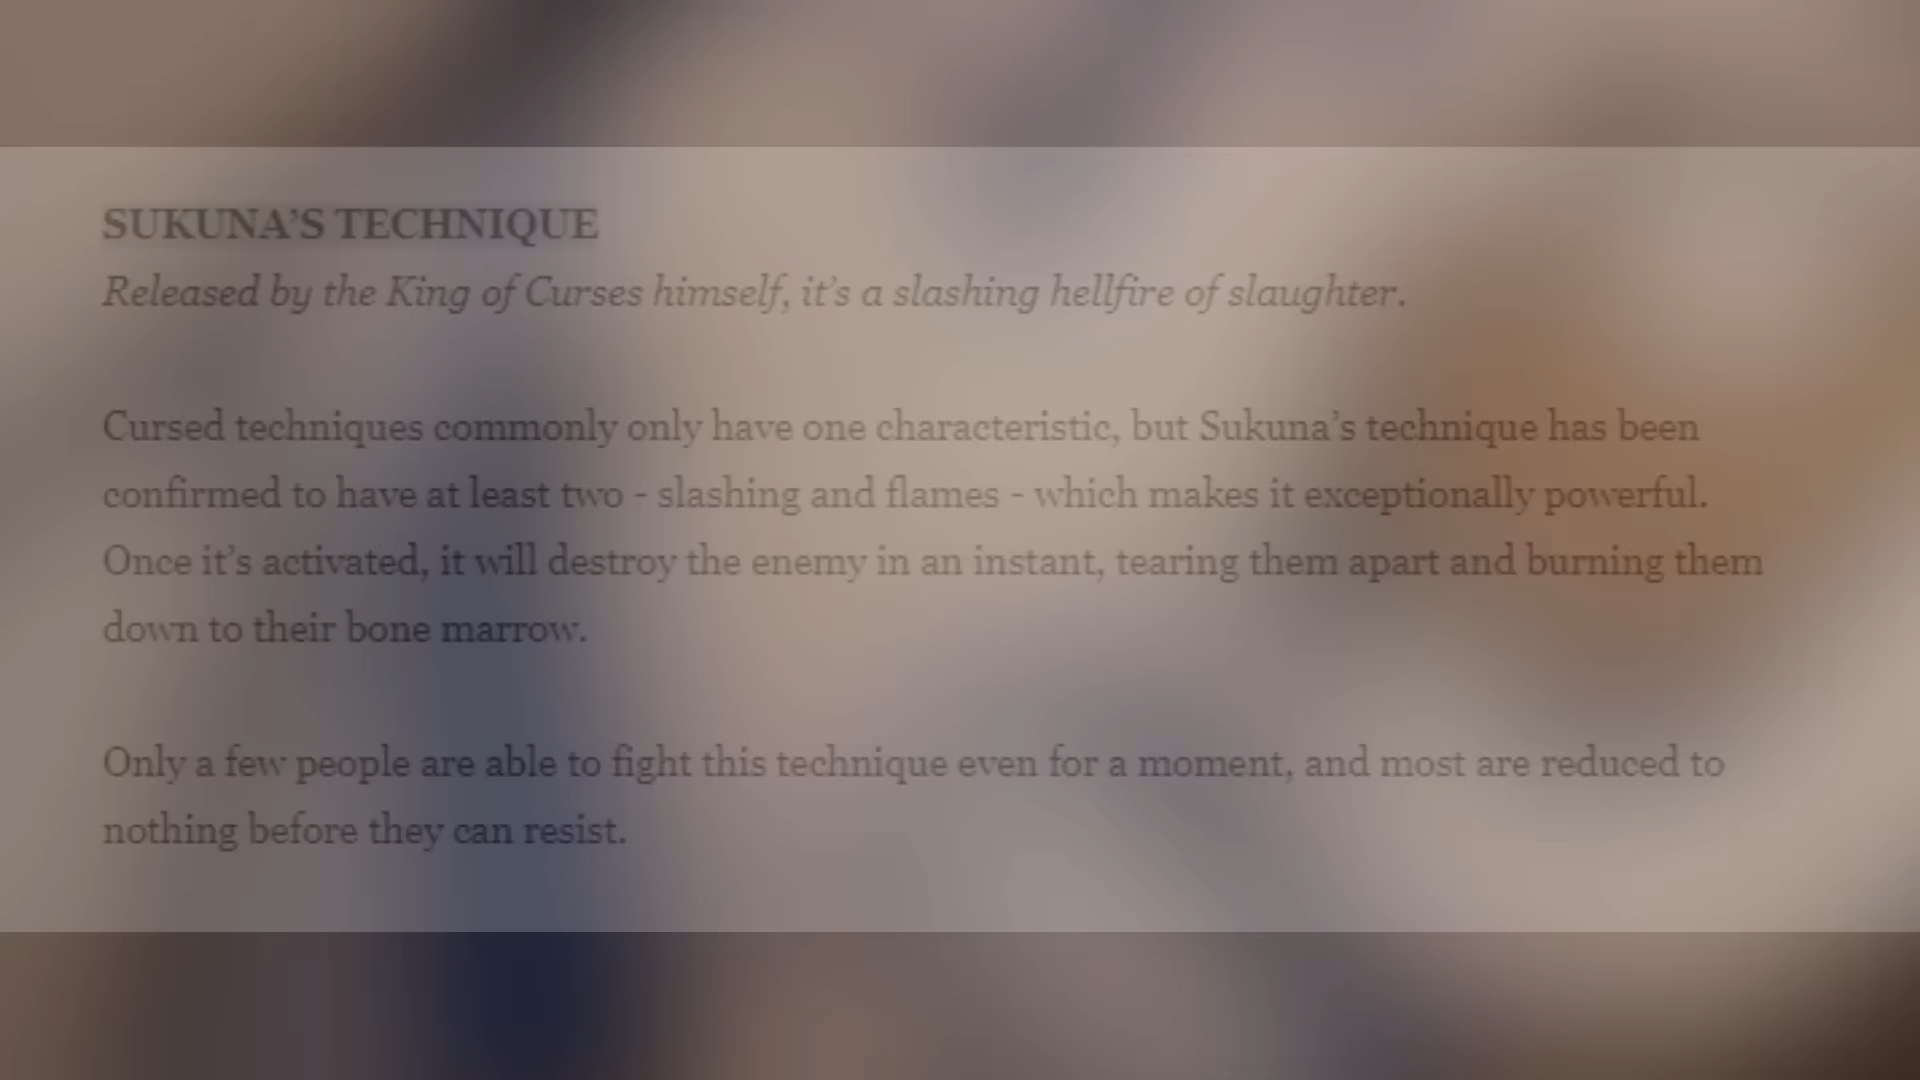 SUKUNA’S TECHNIQUE
Released by the King of Curses himself, it’s a slashing hellfire of slaughter.
Cursed techniques commonly only have one characteristic, but Sukuna’s technique has been
confirmed to have at least two - slashing and flames - which makes it exceptionally powerful.
Once it’s activated, it will destroy the enemy in an instant, tearing them apart and burning them
down to their bone marrow.
Only a few people are able to fight this technique even for a moment, and most are reduced to
nothing before they can resist.